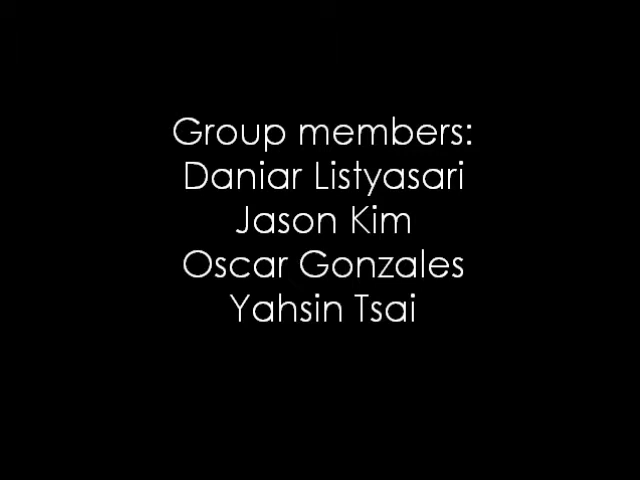 Group members:
Daniar Listyasari
Jason Kim
Oscar Gonzales
Yahsin Tsai